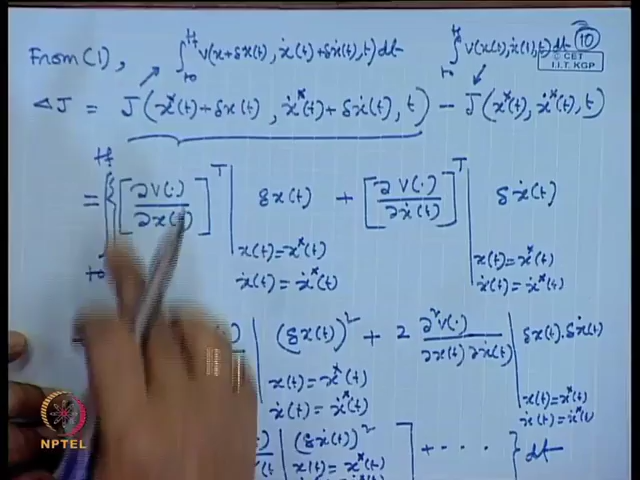 From (1), ∫_{t0}^{tf} V(x+δx(t), ẋ(t)+δẋ(t), t)dt ∫_{t0}^{tf} V(x(t), ẋ(t), t)dt (10)
© CET
I.I.T. KGP
ΔJ = J(x*(t)+δx(t), ẋ*(t)+δẋ(t), t) − J(x*(t), ẋ*(t), t)
= ∫_{t0}^{tf} { [∂V(·)/∂x(t)]^T | δx(t) + [∂V(·)/∂ẋ(t)]^T | δẋ(t)
x(t)=x*(t) x(t)=x*(t)
ẋ(t)=ẋ*(t) ẋ(t)=ẋ*(t)
| (δx(t))² + 2 ∂²V(·)/∂x(t)∂ẋ(t) | δx(t).δẋ(t)
x(t)=x*(t) x(t)=x*(t)
ẋ(t)=ẋ*(t) ẋ(t)=ẋ*(t)
| (δẋ(t))² ] + - - - - } dt
x(t)=x*(t)
NPTEL